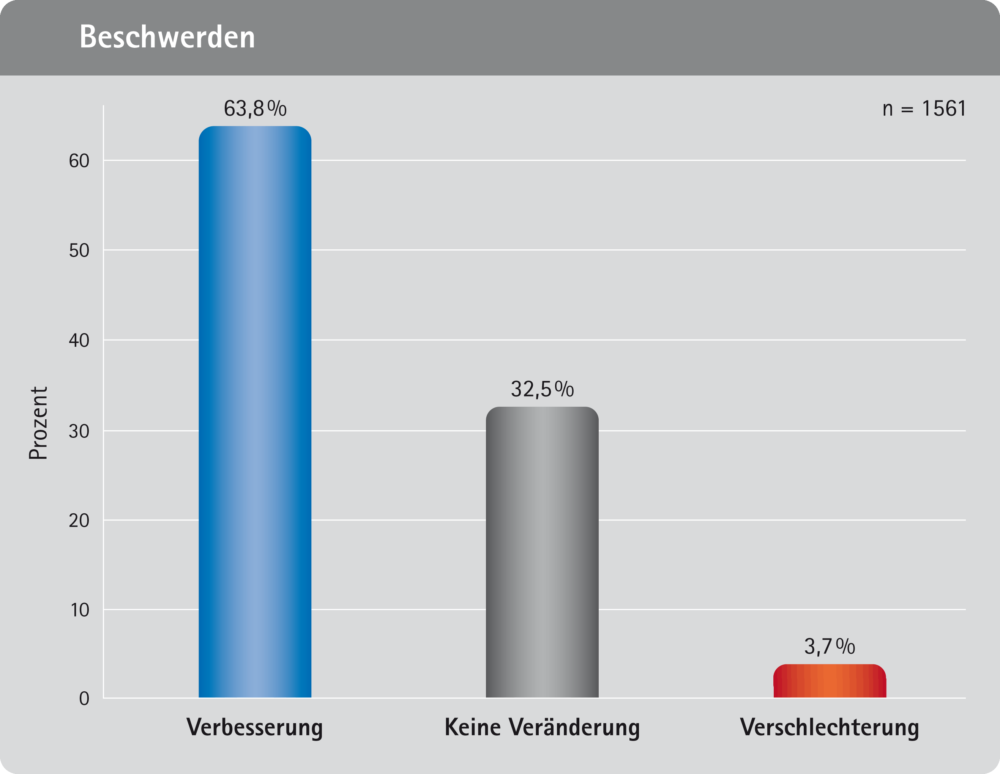 Beschwerden
63,8 %
n = 1561
60
50
40
32,5 %
Prozent
30
20
10
3,7 %
0
Verbesserung
Keine Veränderung
Verschlechterung